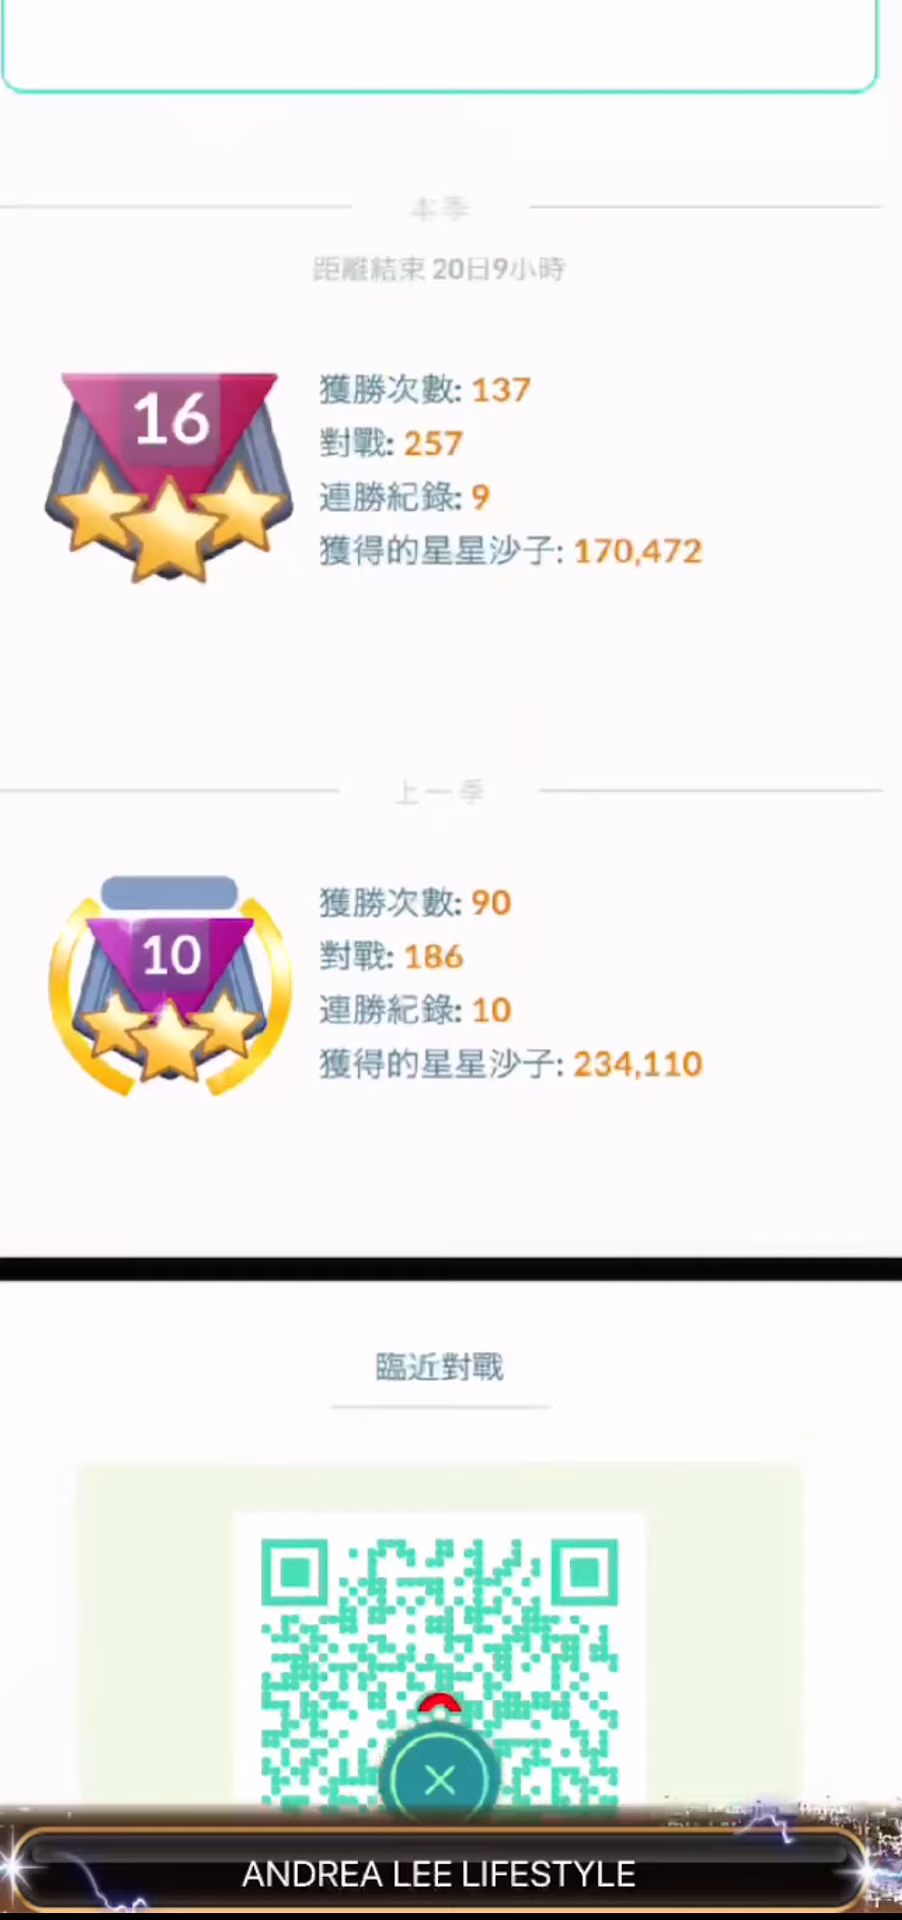 本季
距離結束 20日9小時
16
獲勝次數: 137
對戰: 257
連勝紀錄: 9
獲得的星星沙子: 170,472
上一季
10
獲勝次數: 90
對戰: 186
連勝紀錄: 10
獲得的星星沙子: 234,110
臨近對戰
ANDREA LEE LIFESTYLE